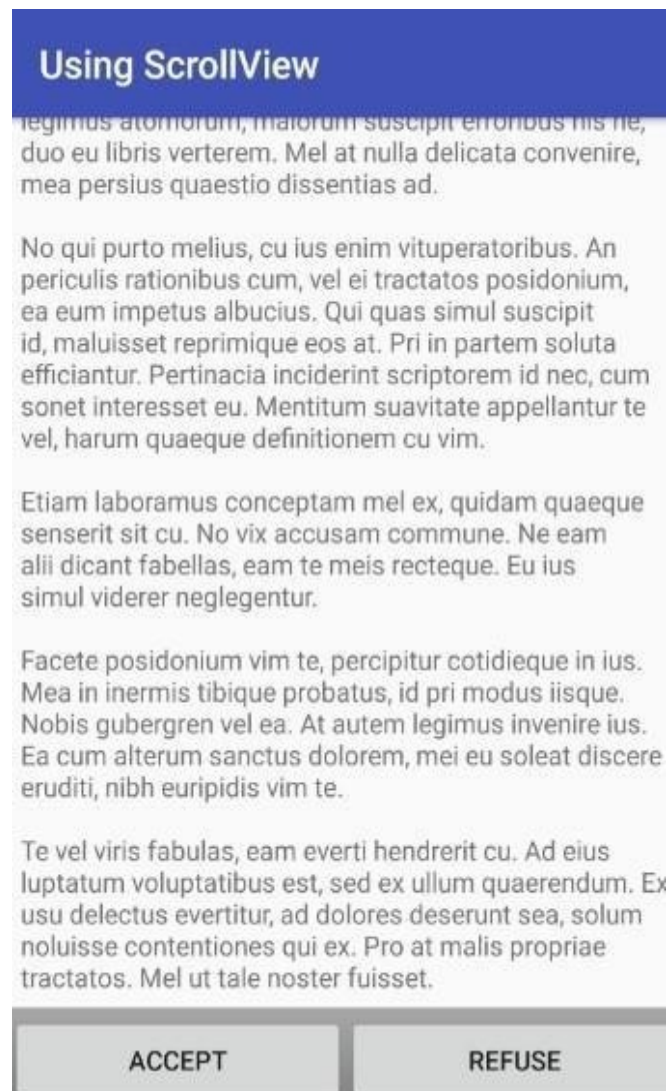 Using ScrollView
legimus atomorum, maiorum suscipit erroribus his ne,
duo eu libris verterem. Mel at nulla delicata convenire,
mea persius quaestio dissentias ad.
No qui purto melius, cu ius enim vituperatoribus. An
periculis rationibus cum, vel ei tractatos posidonium,
ea eum impetus albucius. Qui quas simul suscipit
id, maluisset reprimique eos at. Pri in partem soluta
efficiantur. Pertinacia inciderint scriptorem id nec, cum
sonet interesset eu. Mentitum suavitate appellantur te
vel, harum quaeque definitionem cu vim.
Etiam laboramus conceptam mel ex, quidam quaeque
senserit sit cu. No vix accusam commune. Ne eam
alii dicant fabellas, eam te meis recteque. Eu ius
simul viderer neglegentur.
Facete posidonium vim te, percipitur cotidieque in ius.
Mea in inermis tibique probatus, id pri modus iisque.
Nobis gubergren vel ea. At autem legimus invenire ius.
Ea cum alterum sanctus dolorem, mei eu soleat discere
eruditi, nibh euripidis vim te.
Te vel viris fabulas, eam everti hendrerit cu. Ad eius
luptatum voluptatibus est, sed ex ullum quaerendum. Ex
usu delectus evertitur, ad dolores deserunt sea, solum
noluisse contentiones qui ex. Pro at malis propriae
tractatos. Mel ut tale noster fuisset.
ACCEPT
REFUSE